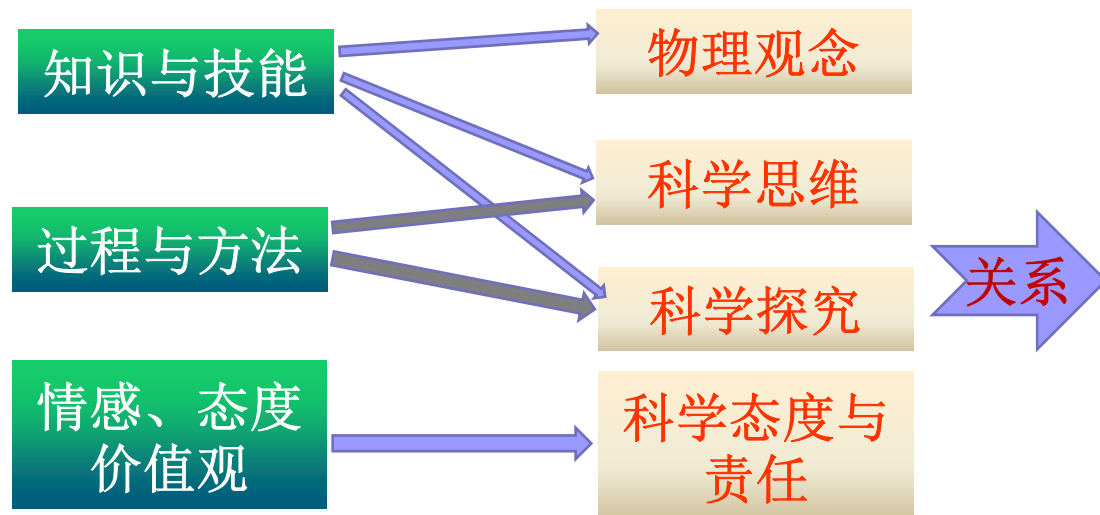 知识与技能
物理观念
科学思维
过程与方法
科学探究
关系
情感、态度
价值观
科学态度与
责任